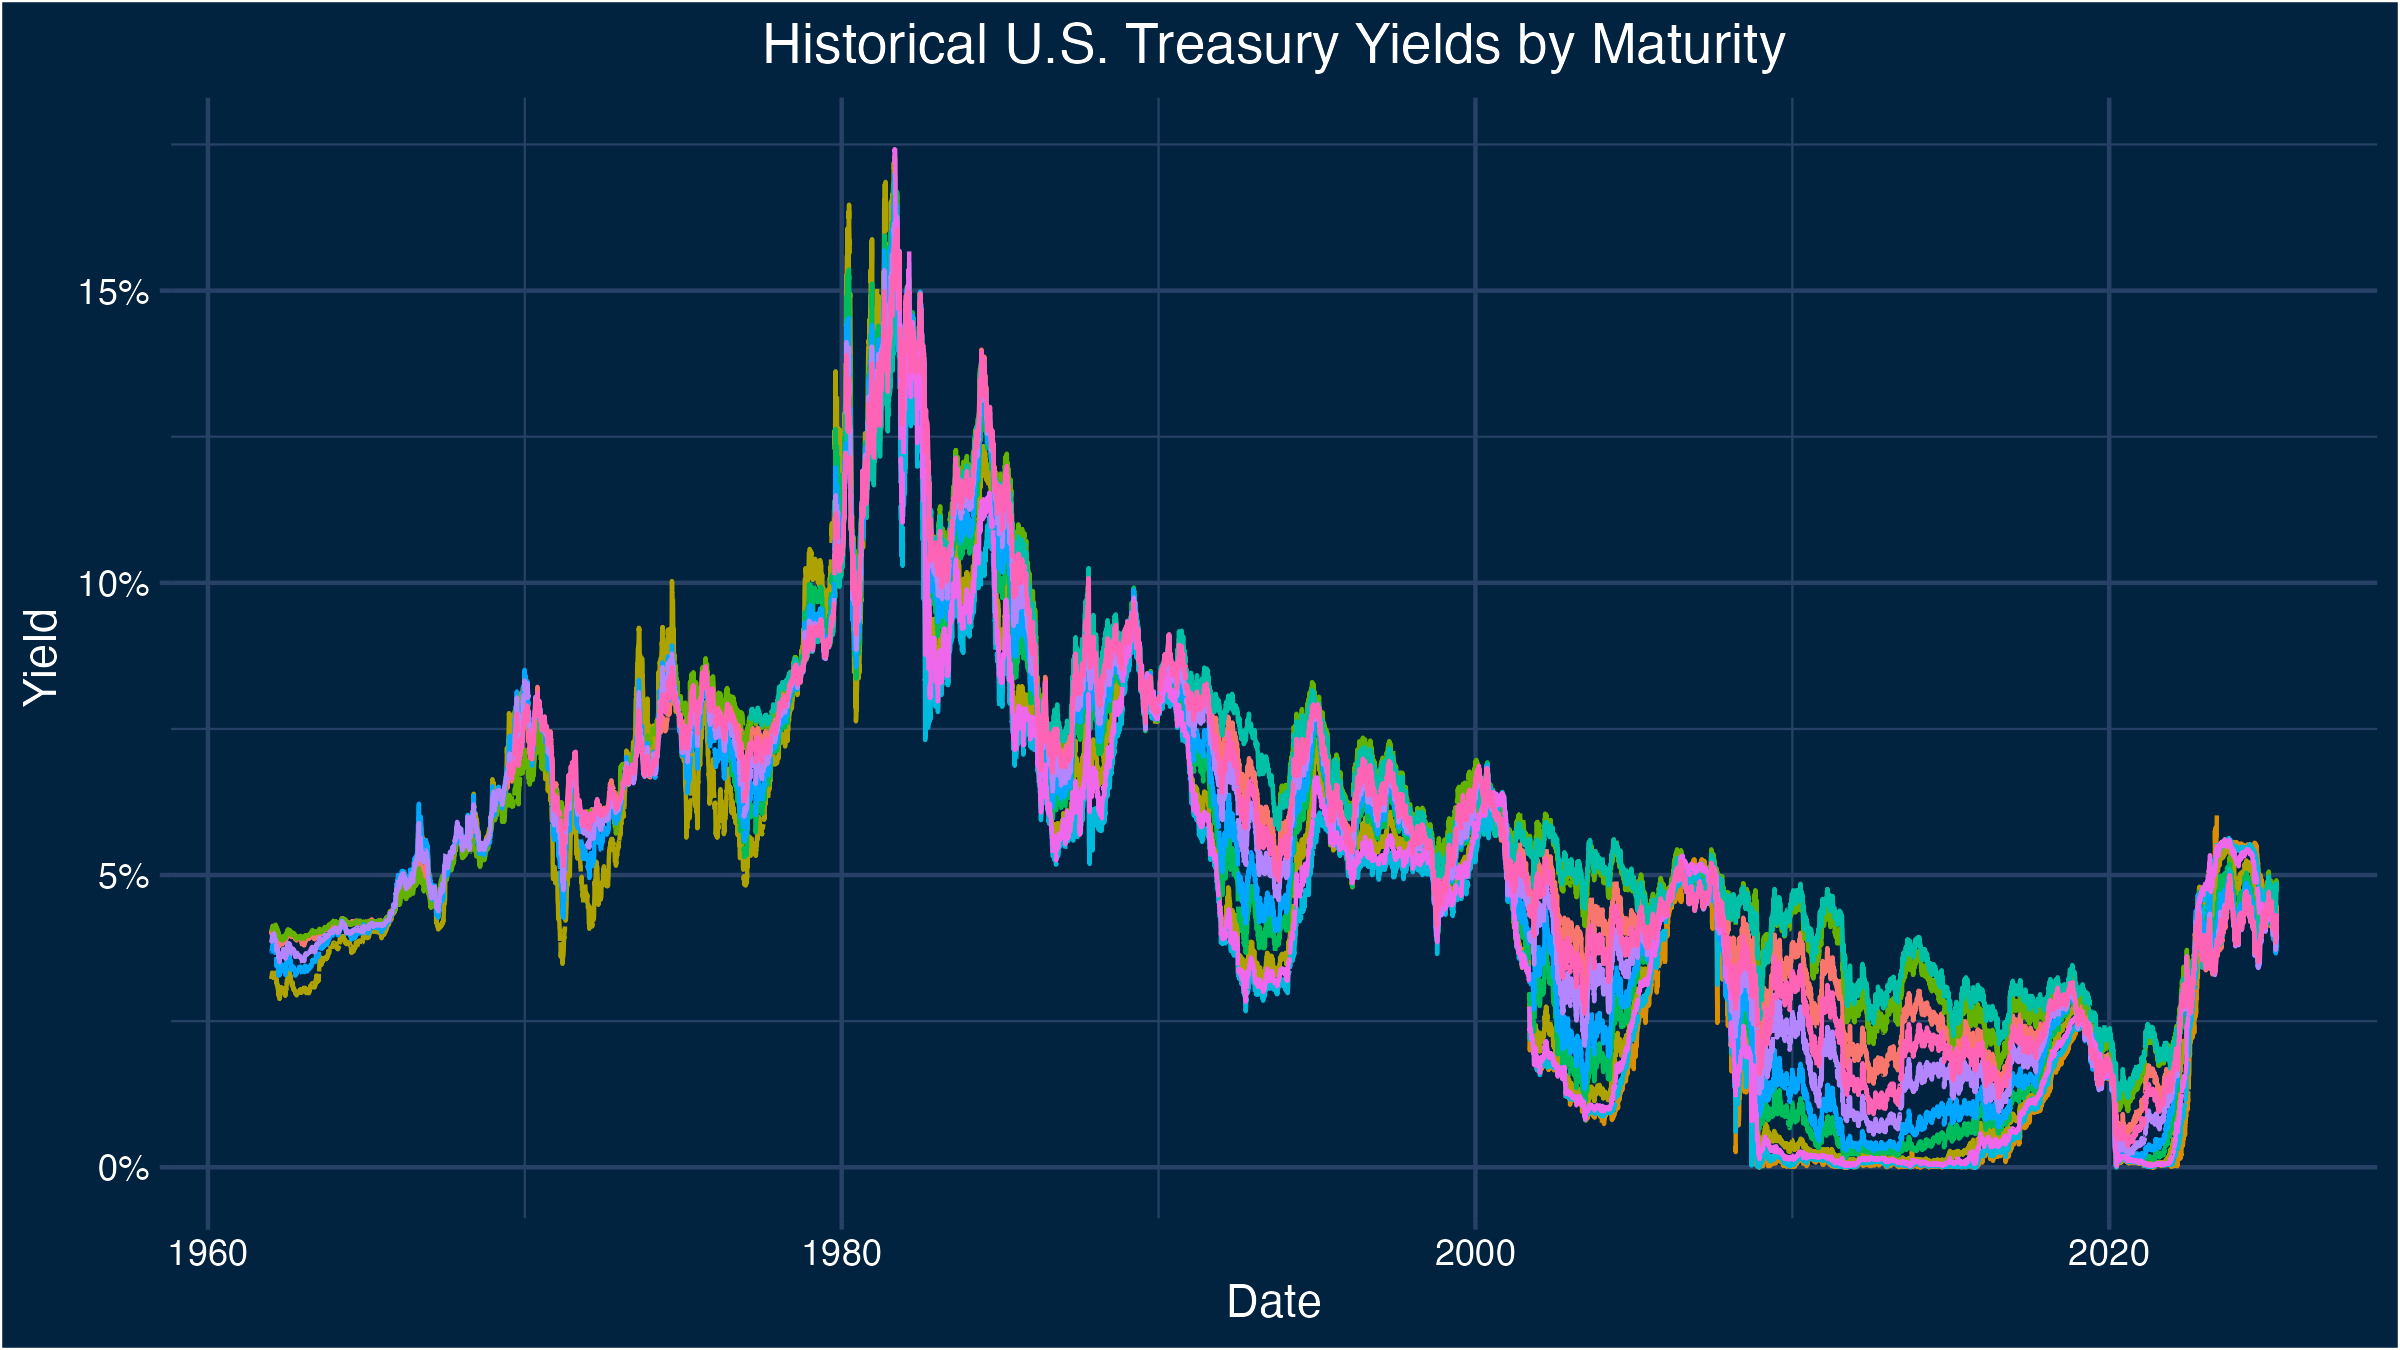 Historical U.S. Treasury Yields by Maturity
Yield
15%
10%
5%
0%
1960
1980
2000
2020
Date